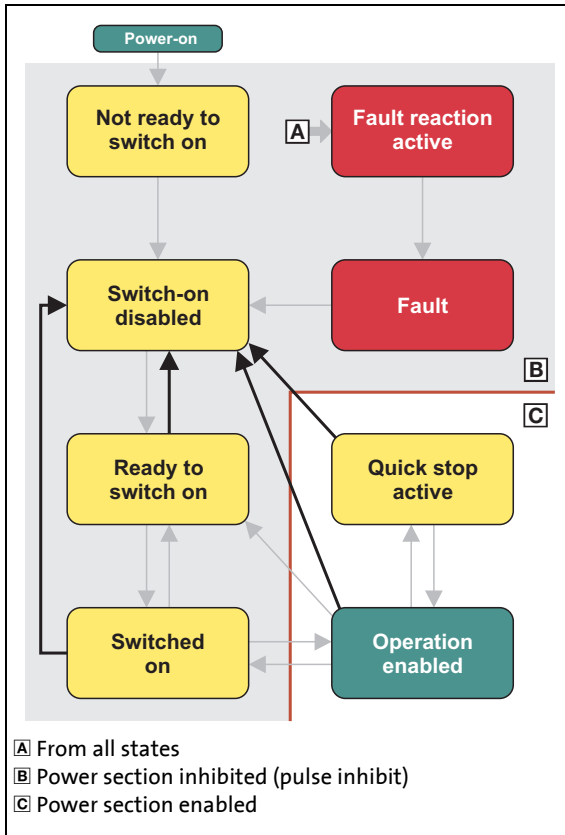 Power-on
Not ready to
switch on
A
Fault reaction
active
Switch-on
disabled
Fault
B
C
Ready to
switch on
Quick stop
active
Switched
on
Operation
enabled
A From all states
B Power section inhibited (pulse inhibit)
C Power section enabled